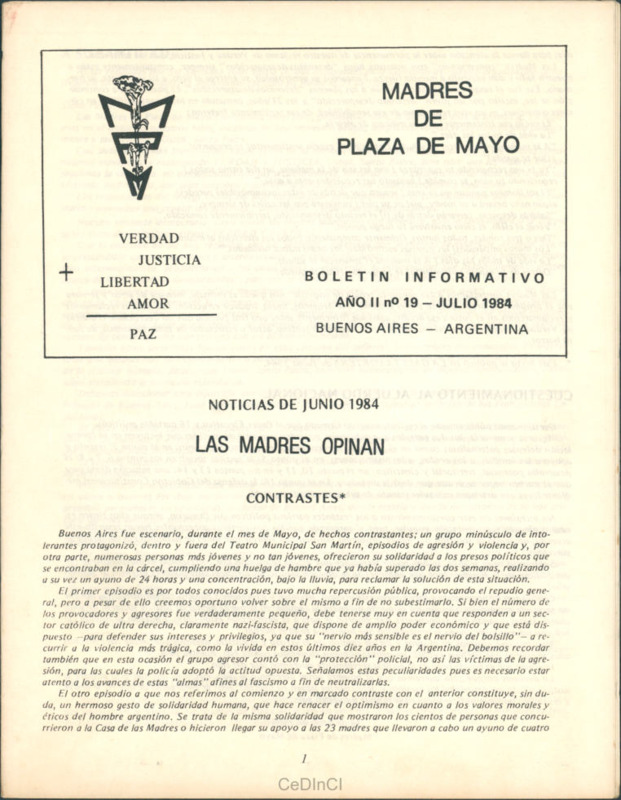 MPM
MADRES
DE
PLAZA DE MAYO
VERDAD
JUSTICIA
+ LIBERTAD
AMOR
PAZ
BOLETIN INFORMATIVO
AÑO II nº 19 – JULIO 1984
BUENOS AIRES – ARGENTINA
NOTICIAS DE JUNIO 1984
LAS MADRES OPINAN
CONTRASTES*
Buenos Aires fue escenario, durante el mes de Mayo, de hechos contrastantes; un grupo minúsculo de into-
lerantes protagonizó, dentro y fuera del Teatro Municipal San Martín, episodios de agresión y violencia y, por
otra parte, numerosas personas más jóvenes y no tan jóvenes, ofrecieron su solidaridad a los presos políticos que
se encontraban en la cárcel, cumpliendo una huelga de hambre que ya había superado las dos semanas, realizando
a su vez un ayuno de 24 horas y una concentración, bajo la lluvia, para reclamar la solución de esta situación.
El primer episodio es por todos conocidos pues tuvo mucha repercusión pública, provocando el repudio gene-
ral, pero a pesar de ello creemos oportuno volver sobre el mismo a fin de no subestimarlo. Si bien el número de
los provocadores y agresores fue verdaderamente pequeño, debe tenerse muy en cuenta que responden a un sec-
tor católico de ultra derecha, claramente nazi-fascista, que dispone de amplio poder económico y que está dis-
puesto —para defender sus intereses y privilegios, ya que su "nervio más sensible es el nervio del bolsillo"— a re-
currir a la violencia más trágica, como la vivida en estos últimos diez años en la Argentina. Debemos recordar
también que en esta ocasión el grupo agresor contó con la "protección" policial, no así las víctimas de la agre-
sión, para las cuales la policía adoptó la actitud opuesta. Señalamos estas peculiaridades pues es necesario estar
atento a los avances de estas "almas" afines al fascismo a fin de neutralizarlas.
El otro episodio a que nos referimos al comienzo y en marcado contraste con el anterior constituye, sin du-
da, un hermoso gesto de solidaridad humana, que hace renacer el optimismo en cuanto a los valores morales y
éticos del hombre argentino. Se trata de la misma solidaridad que mostraron los cientos de personas que concu-
rrieron a la Casa de las Madres o hicieron llegar su apoyo a las 23 madres que llevaron a cabo un ayuno de cuatro
1
CeDInCI